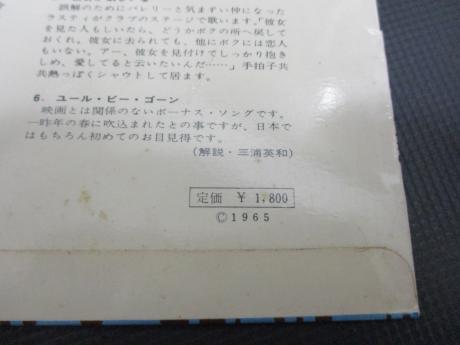 誤解のためにバレリーと気まずい仲になった
ラスティがクラブのステージで歌います。「彼女
を見た人もしいたら、どうかボクの所へ戻して
おくれ。彼女に去られても、他にボクには恋人
もいない。アー、彼女を見付けてしっかり抱き
しめ、愛してると云いたいんだ……」手拍子共
共熱っぽくシャウトして居ます。
6. ユール・ビー・ゴーン
映画とは関係のないボーナス・ソングです。
一昨年の春に吹込まれたとの事ですが、日本で
はもちろん初めてのお目見得です。
(解説・三浦英和)
定価 ¥ 1,800
©1965